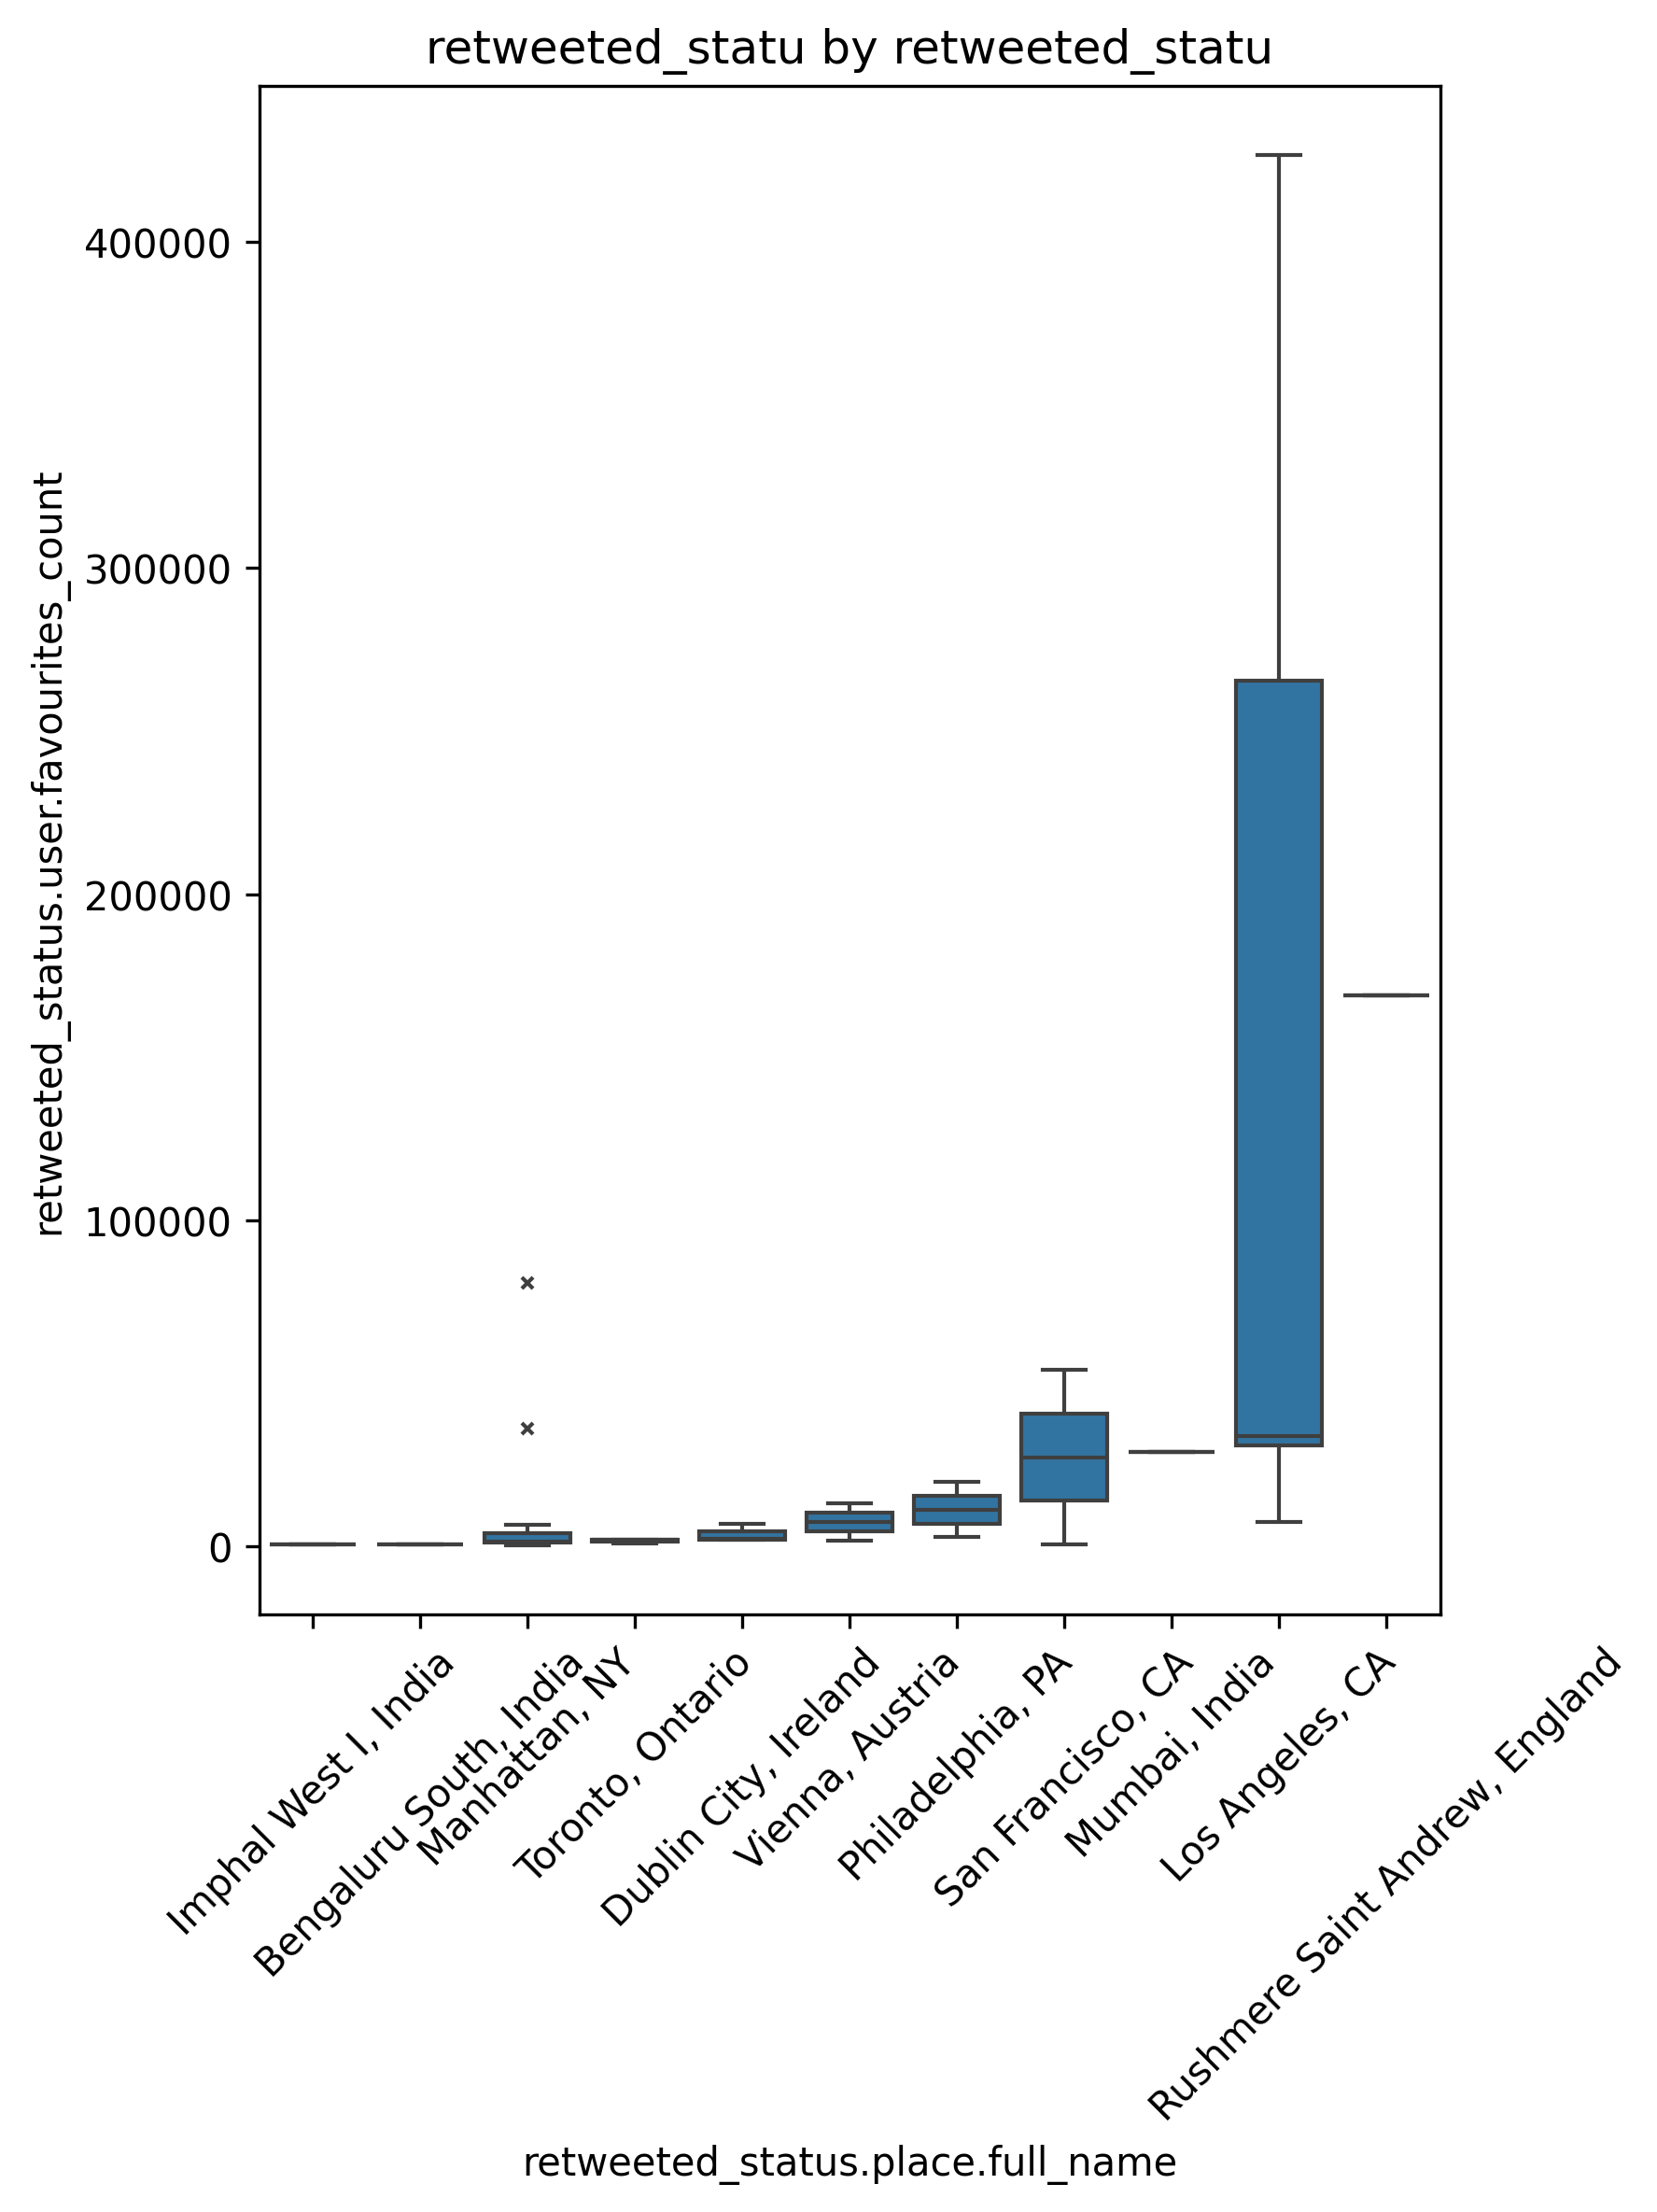 retweeted_statu by retweeted_statu
retweeted_status.user.favourites_count
400000
300000
200000
100000
0
Imphal West I, India
Bengaluru South, India
Manhattan, NY
Toronto, Ontario
Dublin City, Ireland
Vienna, Austria
Philadelphia, PA
San Francisco, CA
Mumbai, India
Los Angeles, CA
Rushmere Saint Andrew, England
retweeted_status.place.full_name